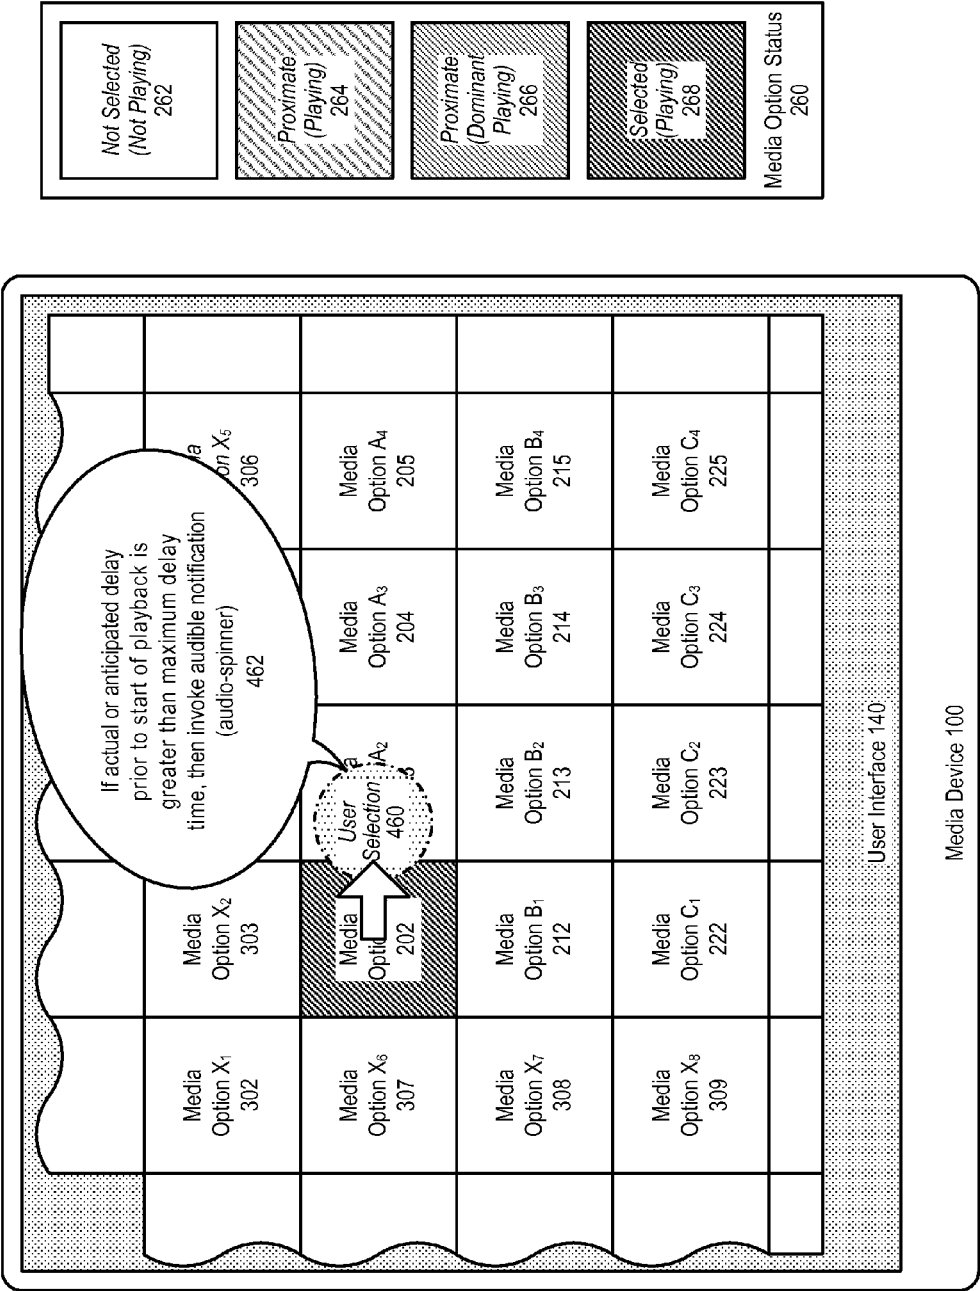 If actual or anticipated delay
prior to start of playback is
greater than maximum delay
time, then invoke audible notification
(audio-spinner)
462
Media
Option X₁
302
Media
Option X₂
303
X₅
306
Media
Option X₆
307
Media
202
User
Selection
460
A₂
Media
Option A₃
204
Media
Option A₄
205
Media
Option X₇
308
Media
Option B₁
212
Media
Option B₂
213
Media
Option B₃
214
Media
Option B₄
215
Media
Option X₈
309
Media
Option C₁
222
Media
Option C₂
223
Media
Option C₃
224
Media
Option C₄
225
User Interface 140
Media Device 100
Not Selected
(Not Playing)
262
Proximate
(Playing)
264
Proximate
(Dominant
Playing)
266
Selected
(Playing)
268
Media Option Status
260